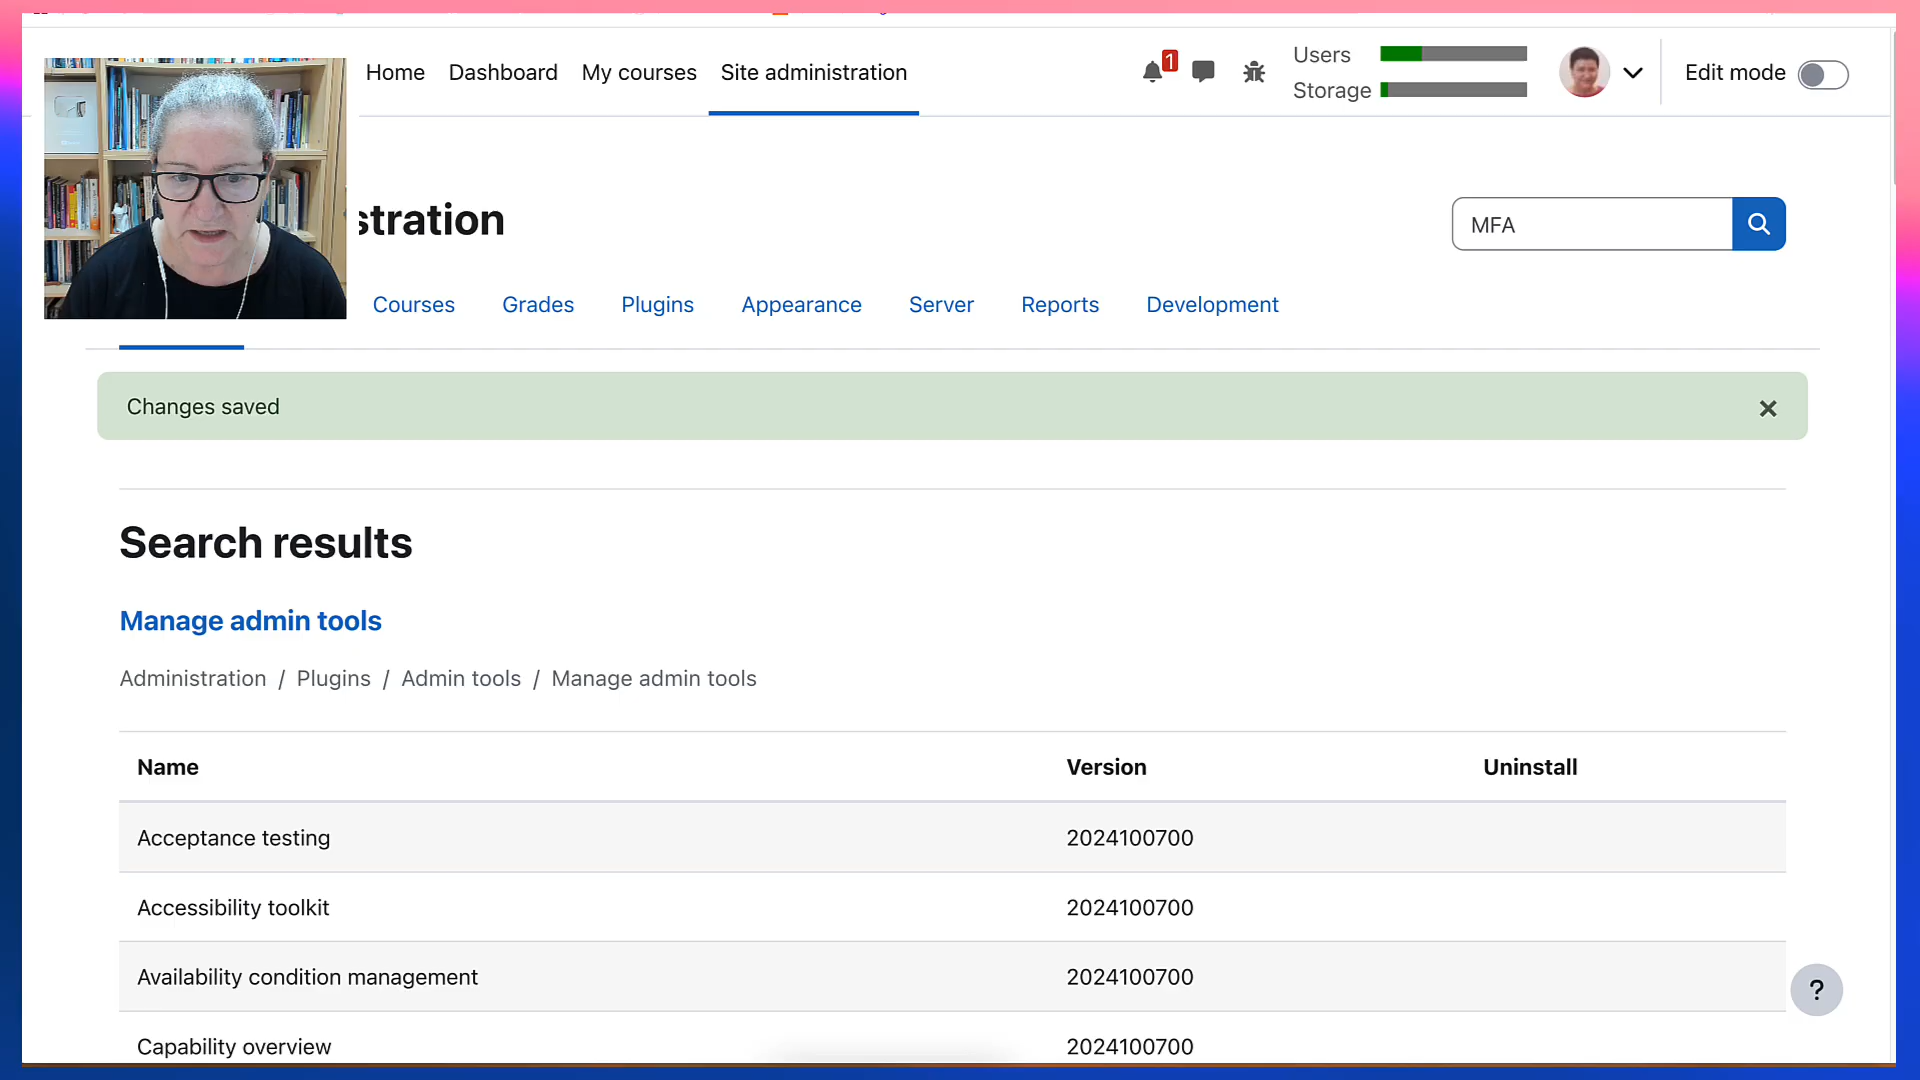 Home Dashboard My courses Site administration
1
Users
Storage
Edit mode
stration
MFA
Courses Grades Plugins Appearance Server Reports Development
Changes saved
Search results
Manage admin tools
Administration / Plugins / Admin tools / Manage admin tools
Name Version Uninstall
Acceptance testing 2024100700
Accessibility toolkit 2024100700
Availability condition management 2024100700
Capability overview 2024100700
?